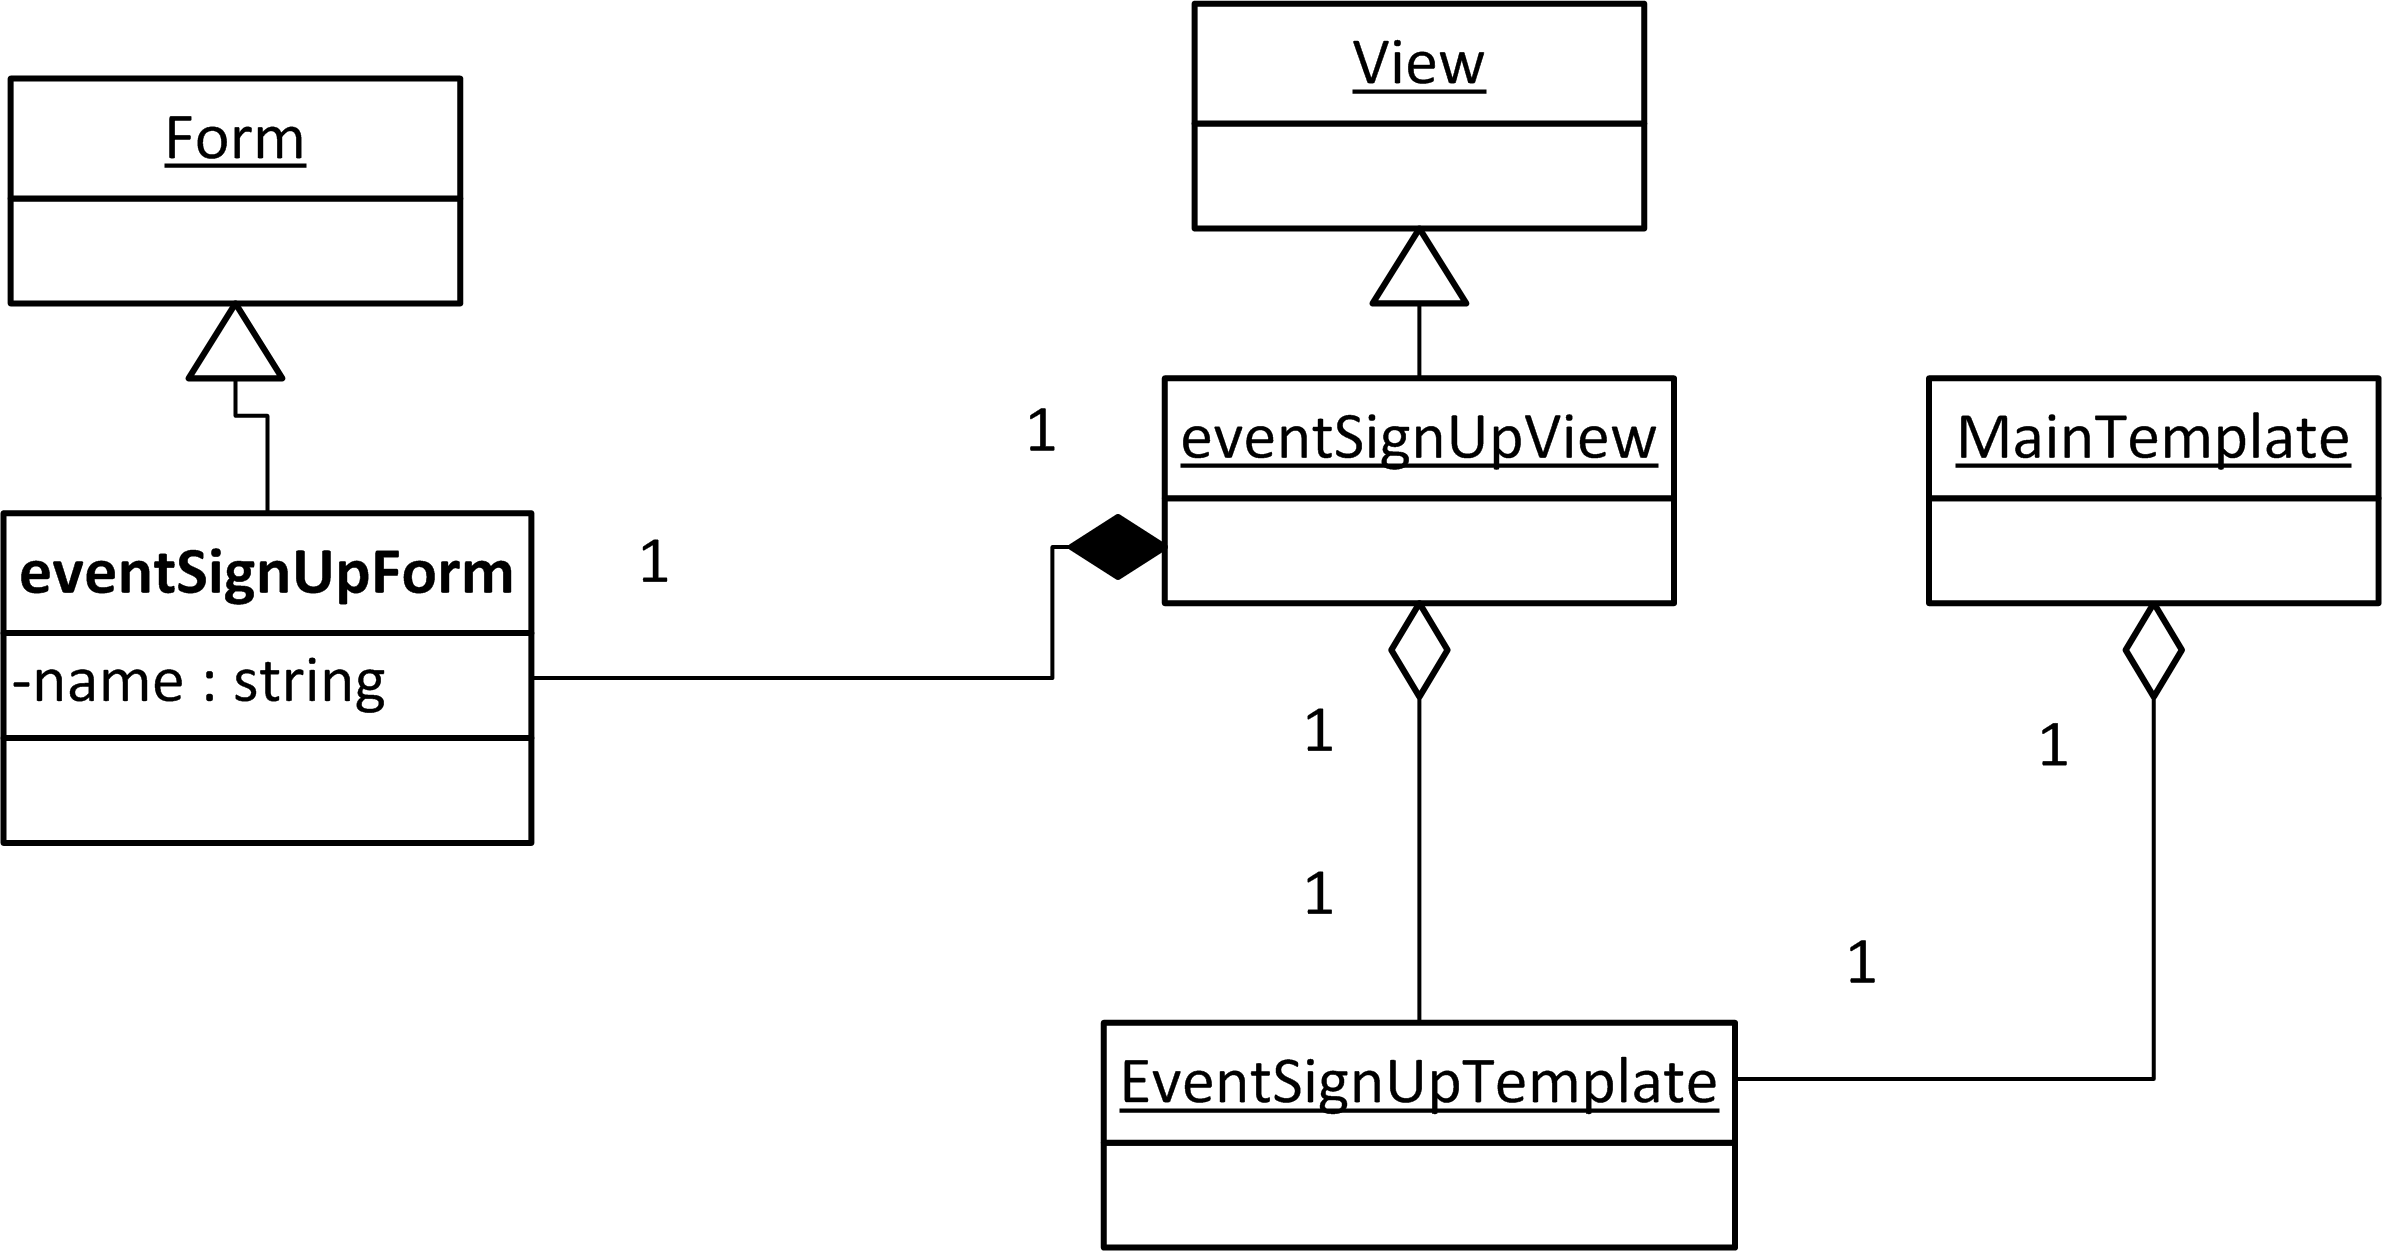 View
Form
1
eventSignUpView
MainTemplate
1
eventSignUpForm
-name : string
1
1
1
1
EventSignUpTemplate